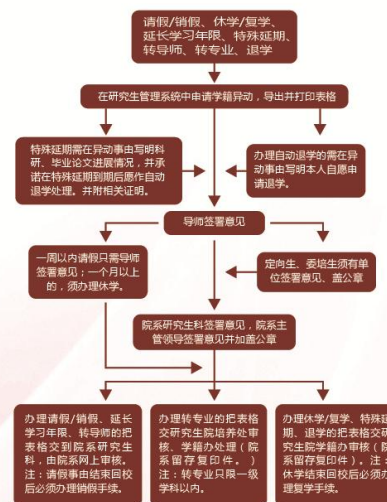 请假/销假、休学/复学、
延长学习年限、特殊延期、
转导师、转专业、退学
在研究生管理系统中申请学籍异动，导出并打印表格
特殊延期需在异动事由写明科
研、毕业论文进展情况，并承
诺在特殊延期到期后愿作自动
退学处理。并附相关证明。
办理自动退学的需在异
动事由写明本人自愿申
请退学。
导师签署意见
一周以内请假只需导师
签署意见；一个月以上
的，须办理休学。
定向生、委培生须有单
位签署意见、盖公章
院系研究生科签署意见，院系主
管领导签署意见并加盖公章
办理请假/销假、延长
学习年限、转导师的把
表格交到院系研究生
科，由院系网上审核。
注：请假事由结束回校
后必须办理销假手续。
办理转专业的把表格
交研究生院培养处审
核、学籍办处理（院
系留存复印件。）
注：转专业只限一级
学科以内。
办理休学/复学、特殊延
期、退学的把表格交研
究生院学籍办审核（院
系留存复印件）。注：
休学结束回校后必须办
理复学手续。